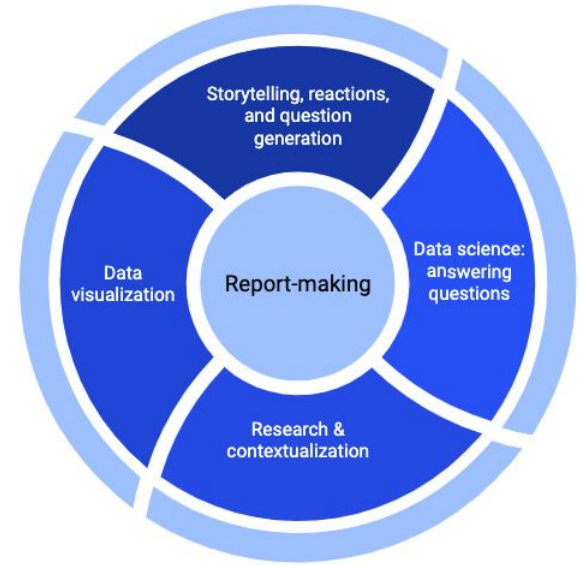 Storytelling, reactions,
and question
generation
Data science:
answering
questions
Research &
contextualization
Data
visualization
Report-making